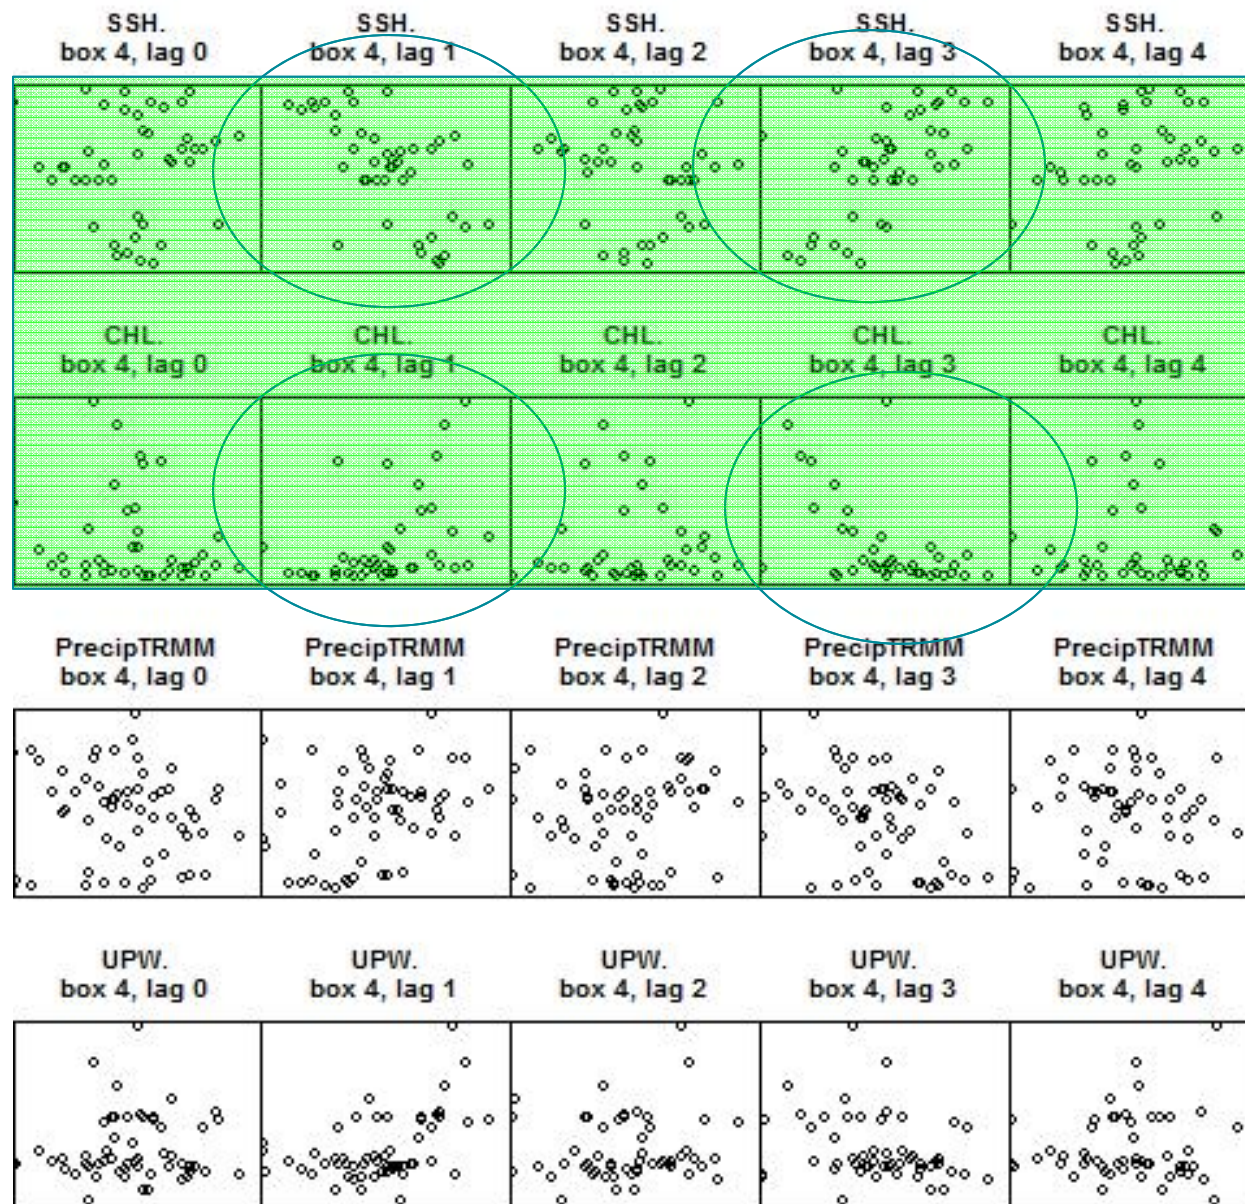 SSH.
box 4, lag 0
SSH.
box 4, lag 1
SSH.
box 4, lag 2
SSH.
box 4, lag 3
SSH.
box 4, lag 4
CHL.
box 4, lag 0
CHL.
box 4, lag 1
CHL.
box 4, lag 2
CHL.
box 4, lag 3
CHL.
box 4, lag 4
PrecipTRMM
box 4, lag 0
PrecipTRMM
box 4, lag 1
PrecipTRMM
box 4, lag 2
PrecipTRMM
box 4, lag 3
PrecipTRMM
box 4, lag 4
UPW.
box 4, lag 0
UPW.
box 4, lag 1
UPW.
box 4, lag 2
UPW.
box 4, lag 3
UPW.
box 4, lag 4